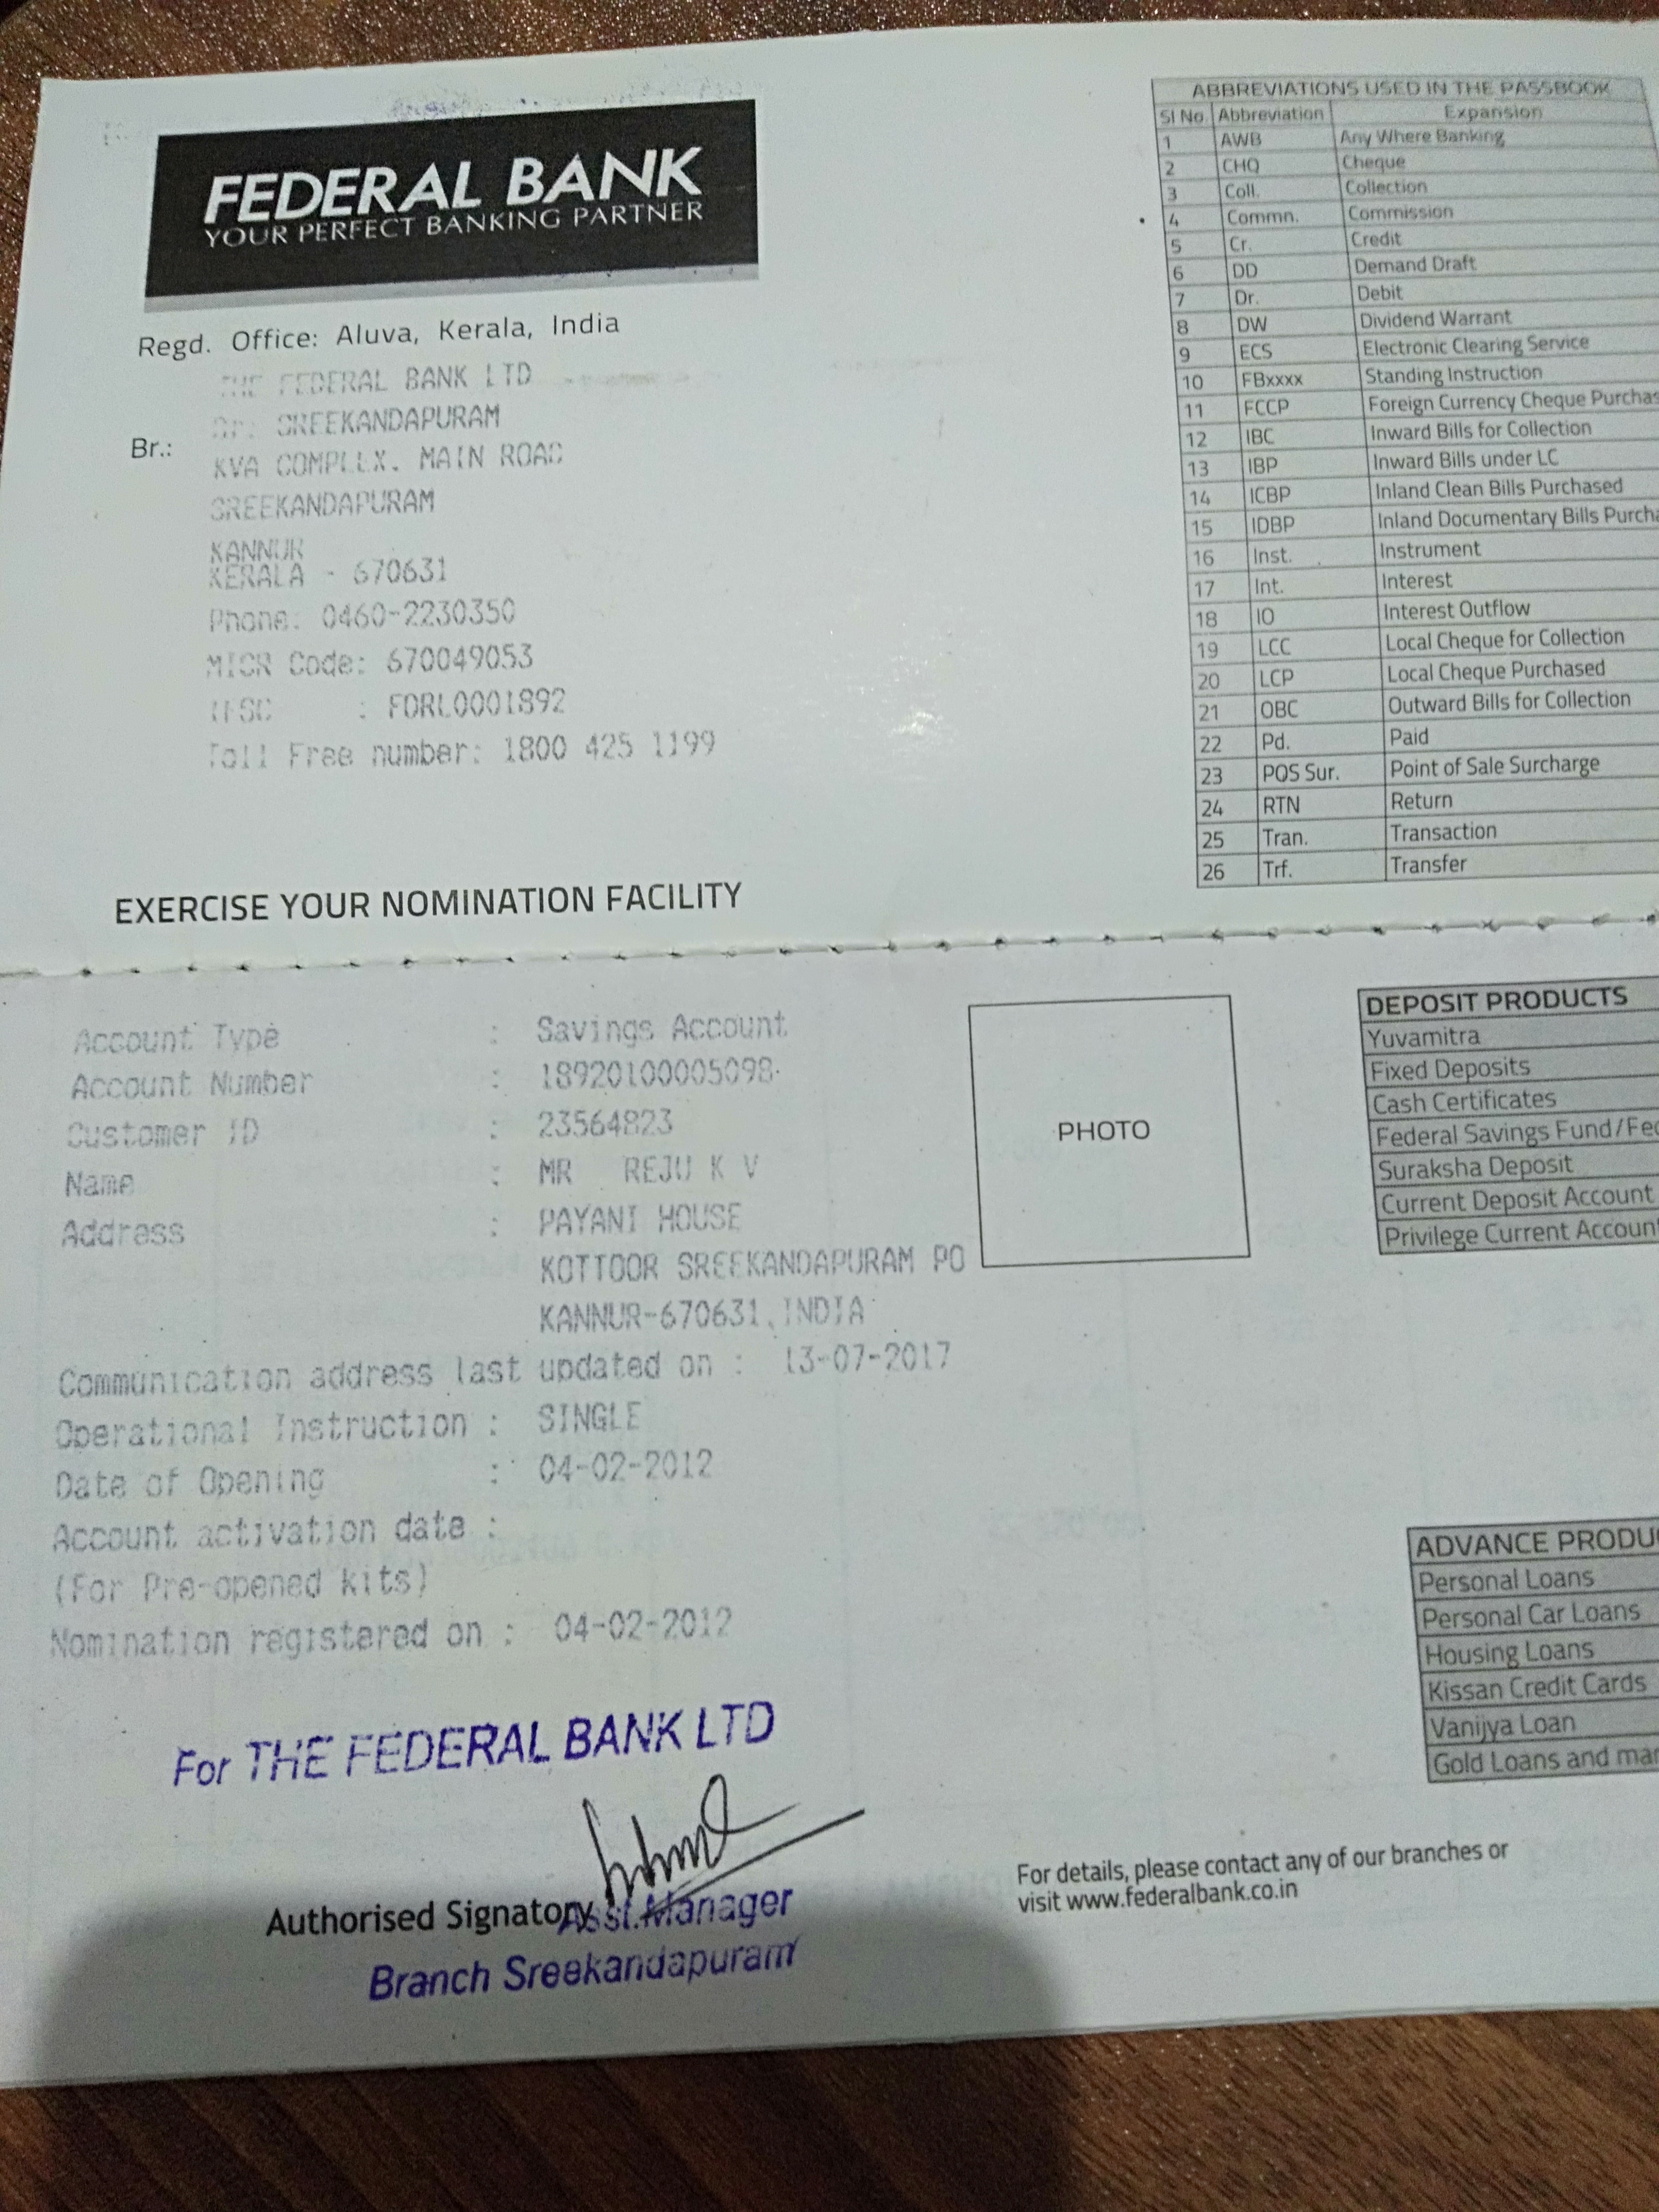 FEDERAL BANK
YOUR PERFECT BANKING PARTNER
Regd. Office: Aluva, Kerala, India
THE FEDERAL BANK LTD
Br.:
Br: SREEKANDAPURAM
KVA COMPLEX, MAIN ROAD
SREEKANDAPURAM
KANNUR
KERALA - 670631
Phone: 0460-2230350
MICR Code: 670049053
IFSC : FDRL0001892
Toll Free number: 1800 425 1199
EXERCISE YOUR NOMINATION FACILITY
ABBREVIATIONS USED IN THE PASSBOOK
Sl No. Abbreviation Expansion
1 AWB Any Where Banking
2 CHQ Cheque
3 Coll. Collection
4 Commn. Commission
5 Cr. Credit
6 DD Demand Draft
7 Dr. Debit
8 DW Dividend Warrant
9 ECS Electronic Clearing Service
10 FBxxxx Standing Instruction
11 FCCP Foreign Currency Cheque Purchas
12 IBC Inward Bills for Collection
13 IBP Inward Bills under LC
14 ICBP Inland Clean Bills Purchased
15 IDBP Inland Documentary Bills Purcha
16 Inst. Instrument
17 Int. Interest
18 IO Interest Outflow
19 LCC Local Cheque for Collection
20 LCP Local Cheque Purchased
21 OBC Outward Bills for Collection
22 Pd. Paid
23 POS Sur. Point of Sale Surcharge
24 RTN Return
25 Tran. Transaction
26 Trf. Transfer
Account Type : Savings Account
Account Number : 18920100005098
Customer ID : 23564823
Name : MR REJU K V
Address : PAYANI HOUSE
KOTTOOR SREEKANDAPURAM PO
KANNUR-670631, INDIA
Communication address last updated on : 13-07-2017
Operational Instruction : SINGLE
Date of Opening : 04-02-2012
Account activation date :
(For Pre-opened kits)
Nomination registered on : 04-02-2012
PHOTO
For THE FEDERAL BANK LTD
Authorised Signatory Asst.Manager
Branch Sreekandapuram
DEPOSIT PRODUCTS
Yuvamitra
Fixed Deposits
Cash Certificates
Federal Savings Fund/Fed
Suraksha Deposit
Current Deposit Account
Privilege Current Accoun
ADVANCE PRODU
Personal Loans
Personal Car Loans
Housing Loans
Kissan Credit Cards
Vanijya Loan
Gold Loans and mar
For details, please contact any of our branches or
visit www.federalbank.co.in